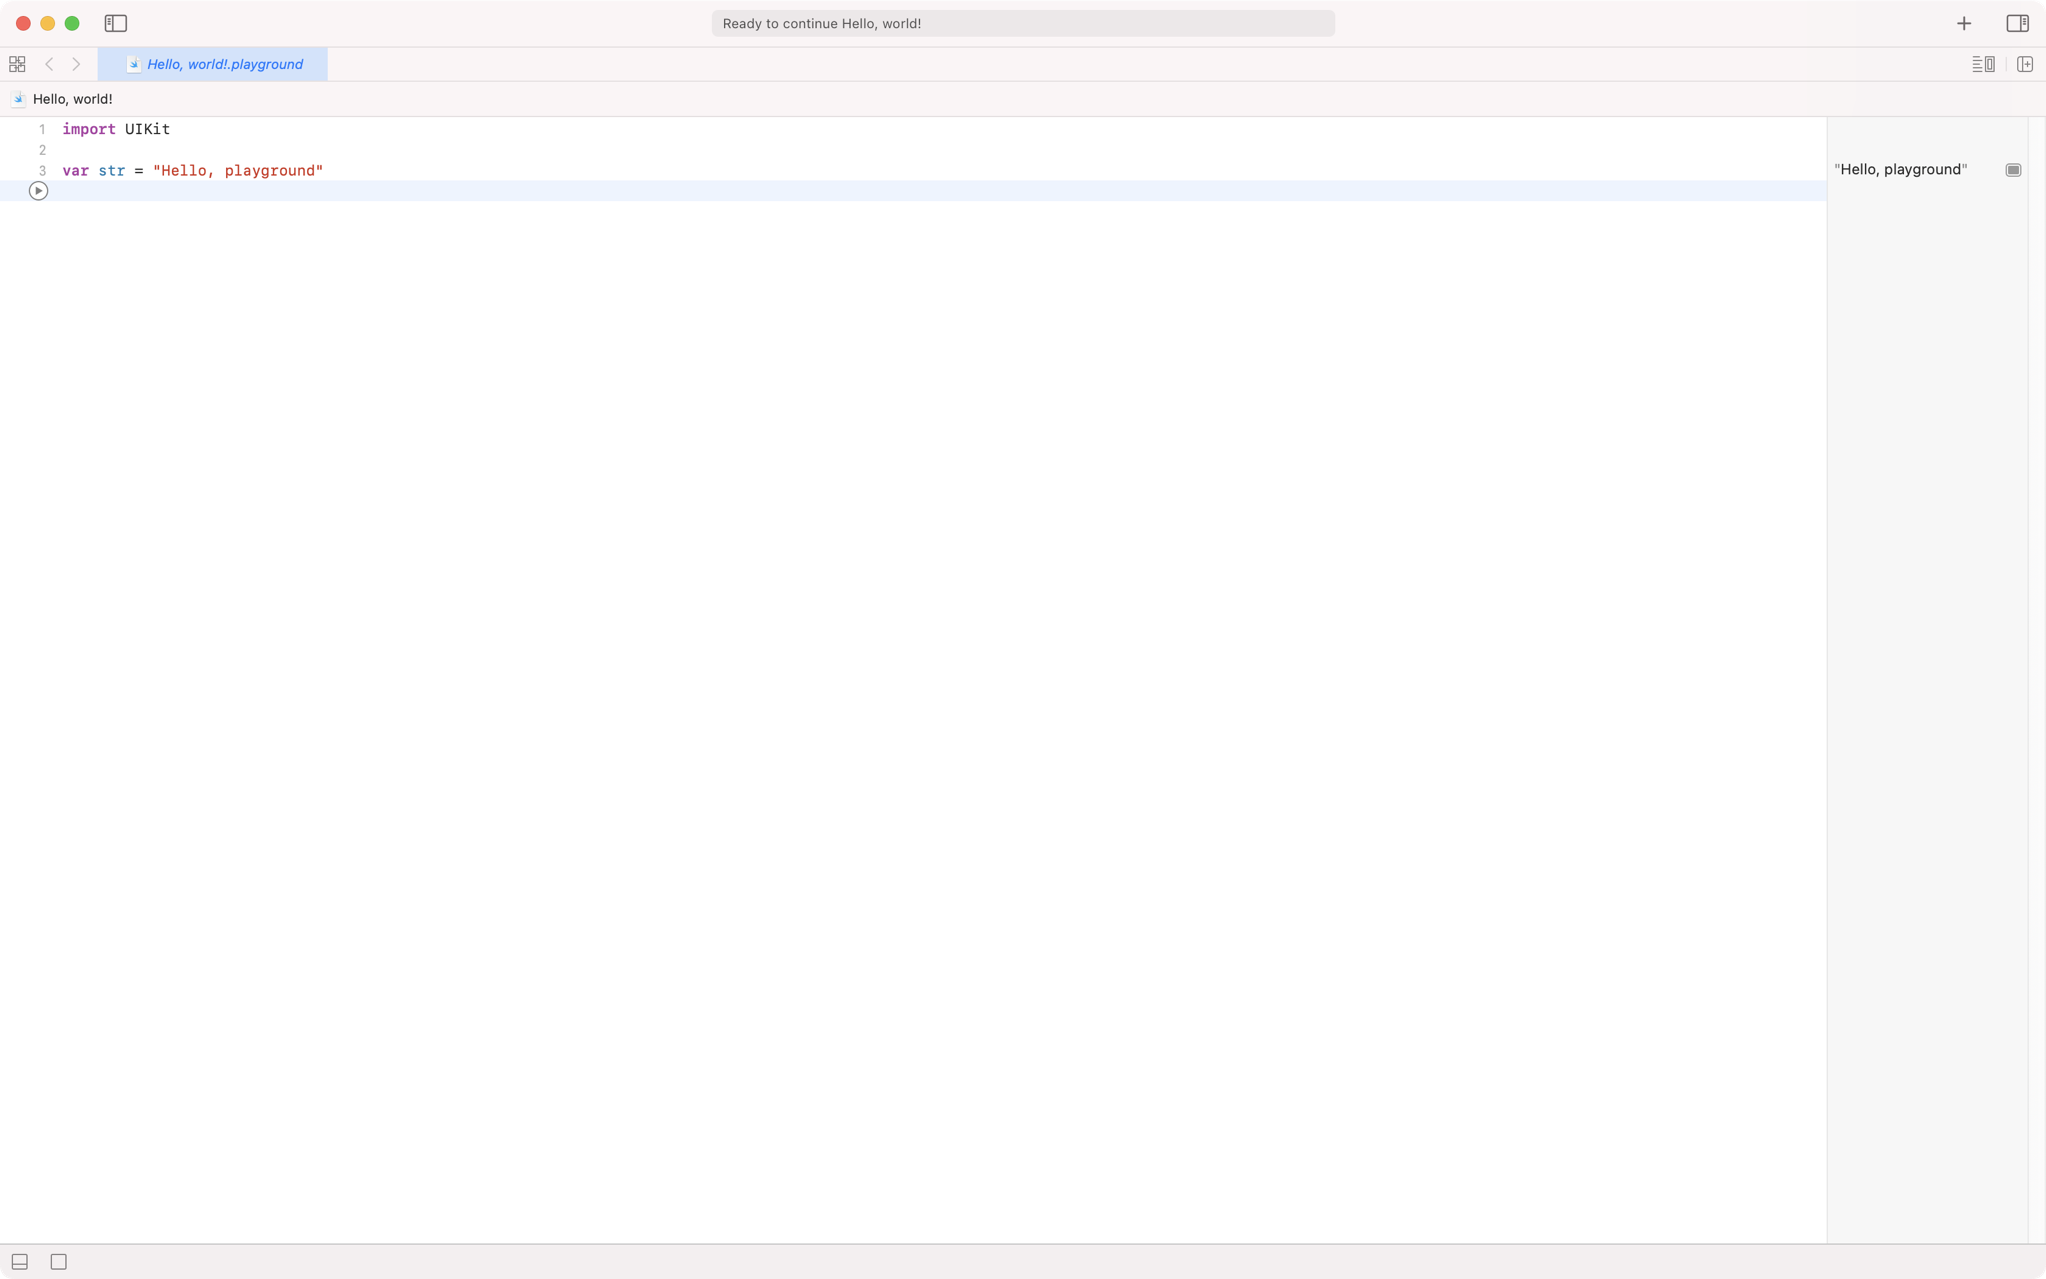 Ready to continue Hello, world!
Hello, world!.playground
Hello, world!
1 import UIKit
2
3 var str = "Hello, playground"
"Hello, playground"